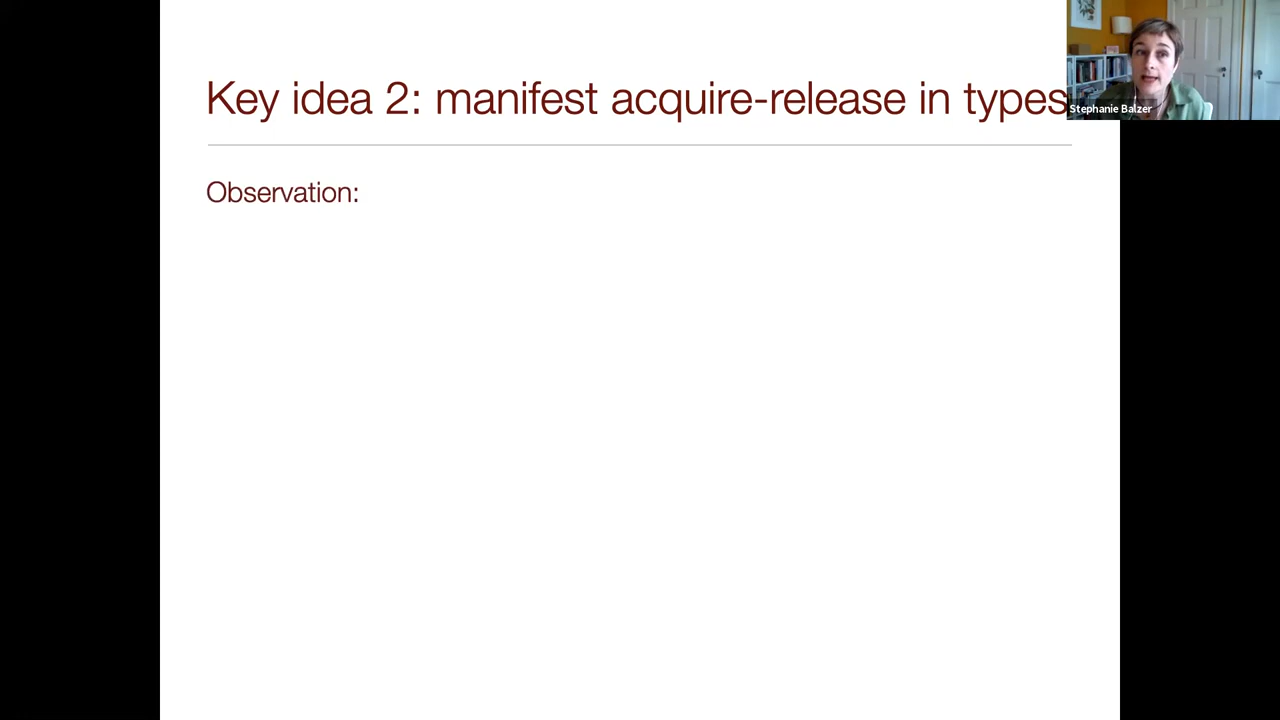 Key idea 2: manifest acquire-release in types
Stephanie Balzer
Observation: